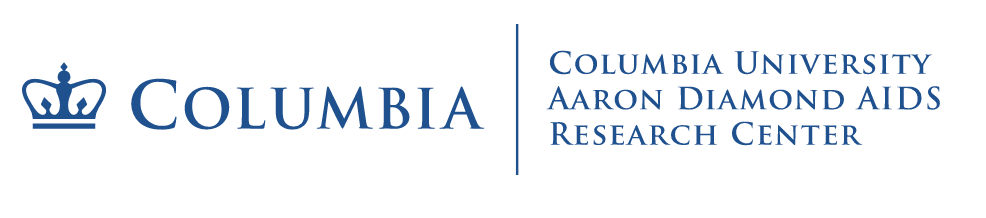 COLUMBIA
COLUMBIA UNIVERSITY
AARON DIAMOND AIDS
RESEARCH CENTER